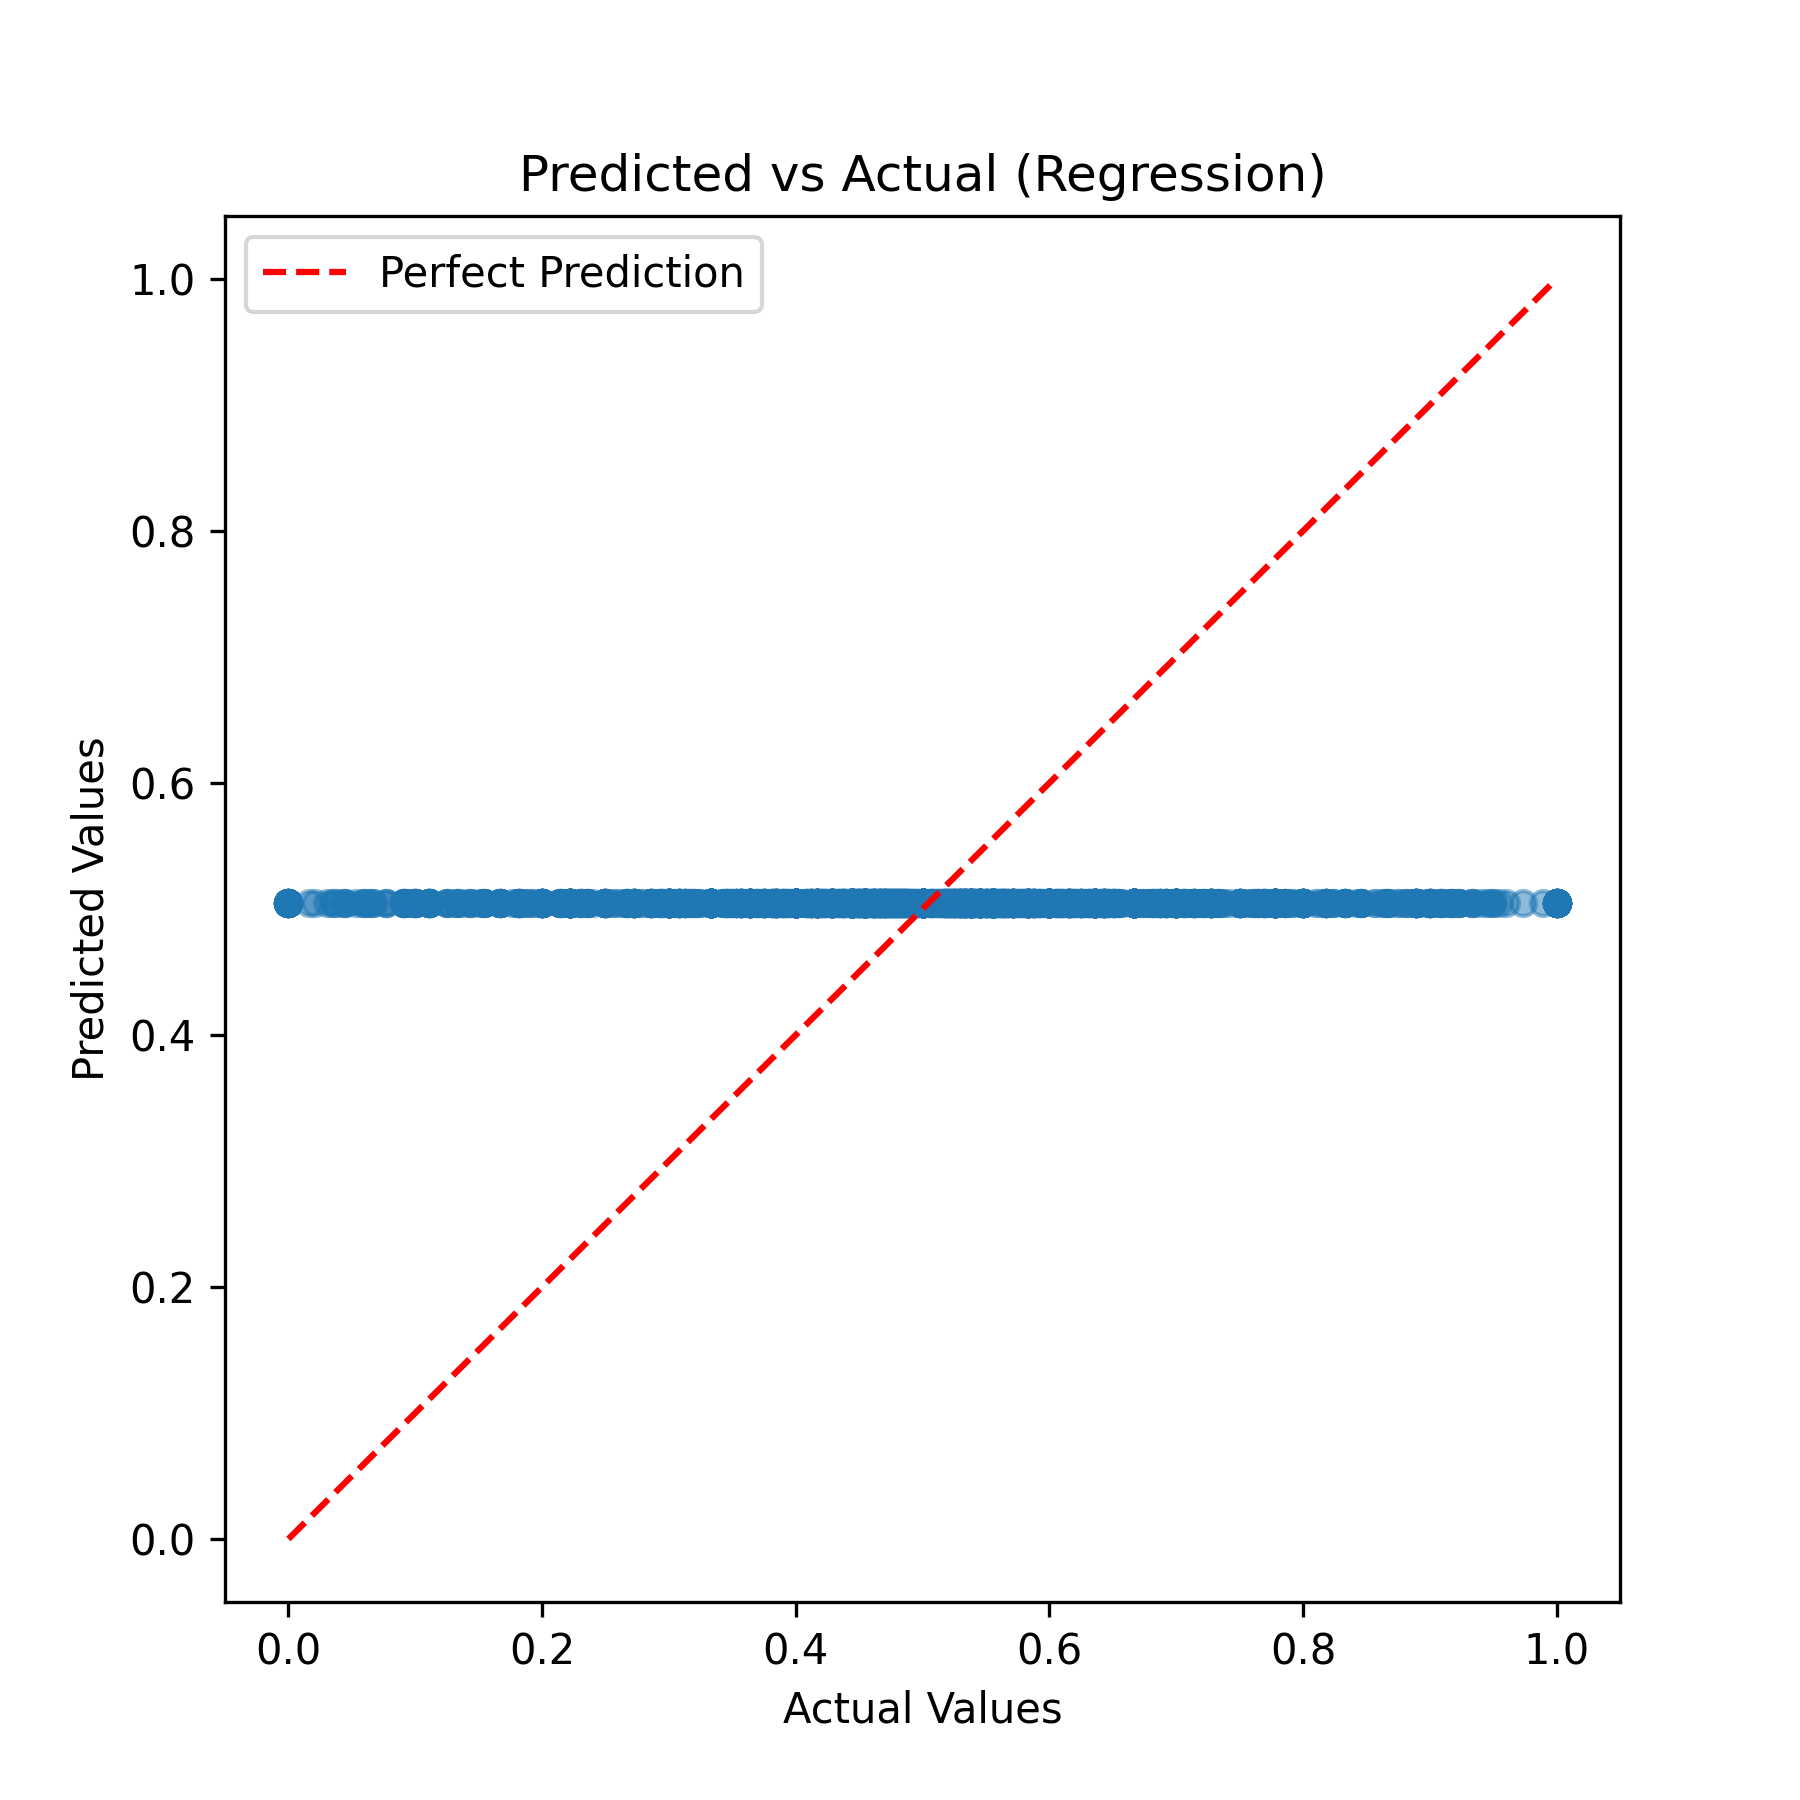 Predicted vs Actual (Regression)
Perfect Prediction
1.0
0.8
0.6
0.4
0.2
0.0
Predicted Values
0.0 0.2 0.4 0.6 0.8 1.0
Actual Values